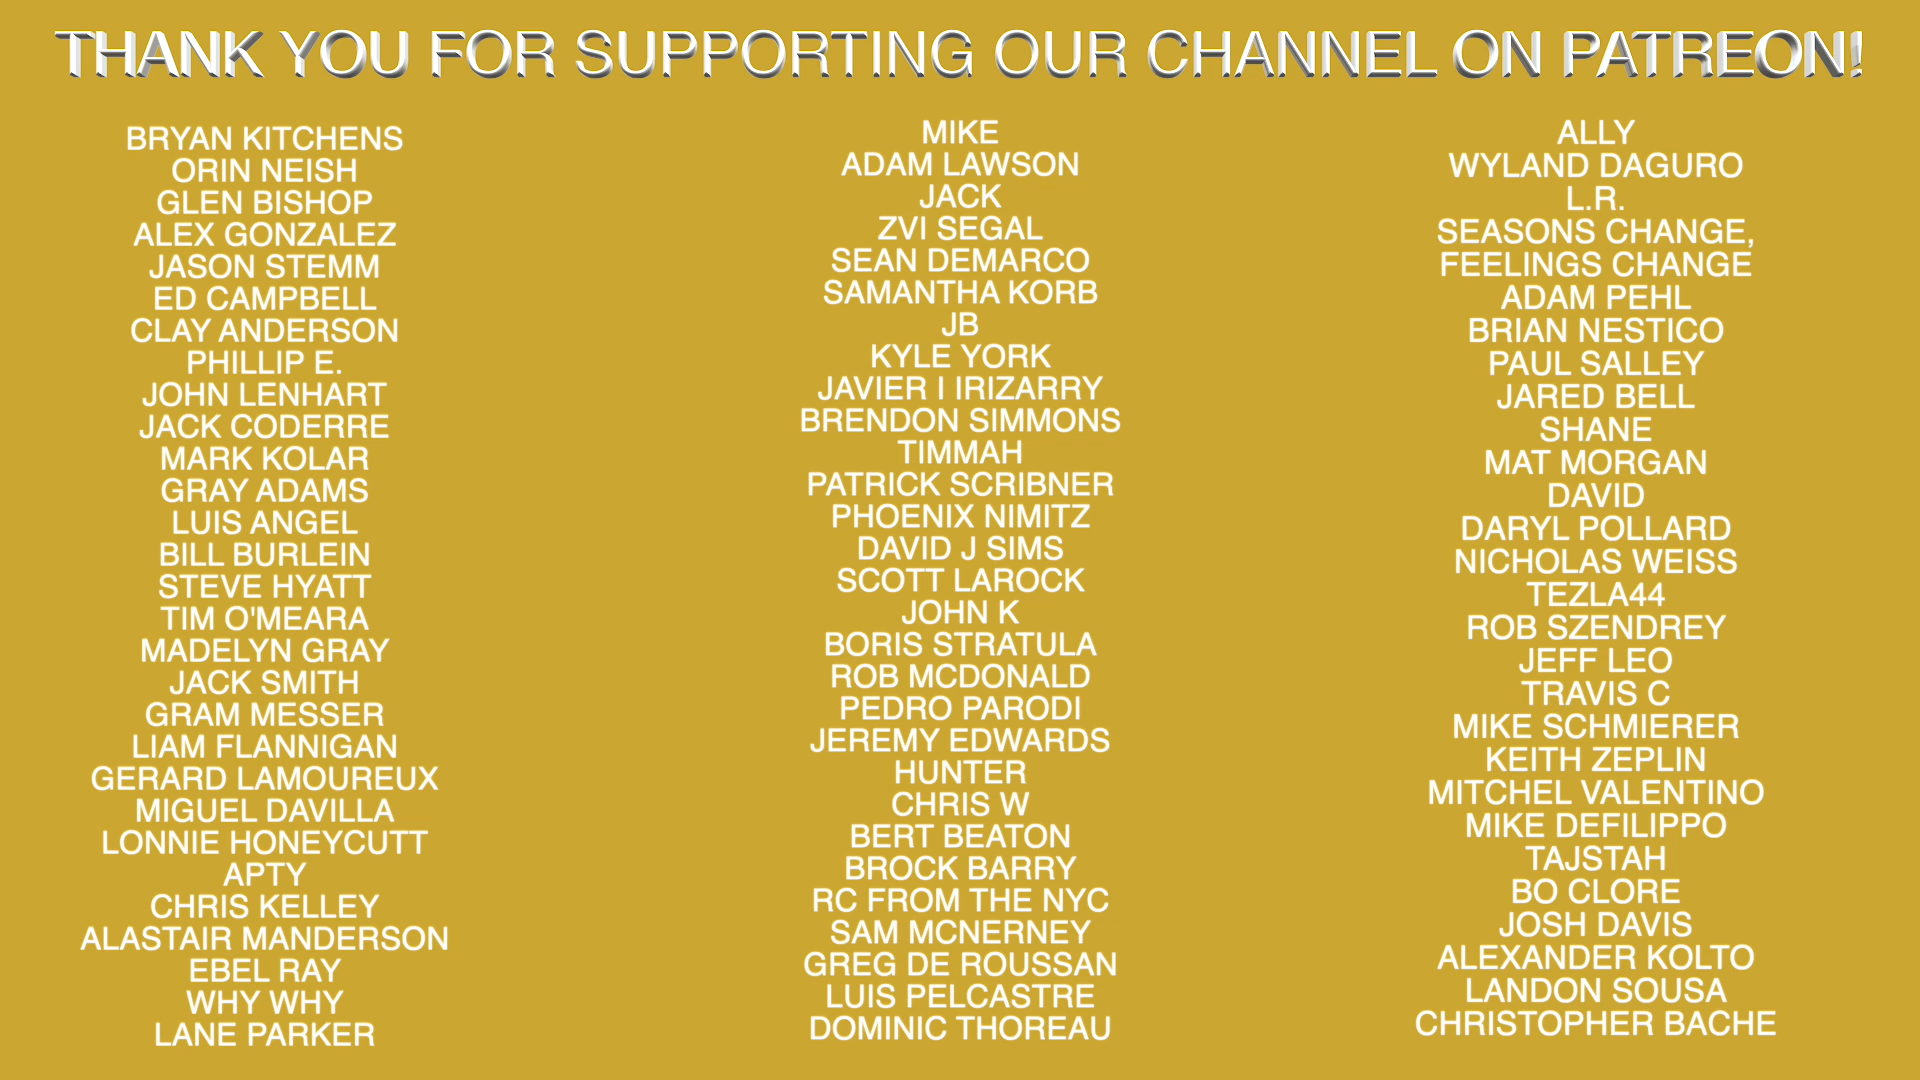 THANK YOU FOR SUPPORTING OUR CHANNEL ON PATREON!
BRYAN KITCHENS
ORIN NEISH
GLEN BISHOP
ALEX GONZALEZ
JASON STEMM
ED CAMPBELL
CLAY ANDERSON
PHILLIP E.
JOHN LENHART
JACK CODERRE
MARK KOLAR
GRAY ADAMS
LUIS ANGEL
BILL BURLEIN
STEVE HYATT
TIM O'MEARA
MADELYN GRAY
JACK SMITH
GRAM MESSER
LIAM FLANNIGAN
GERARD LAMOUREUX
MIGUEL DAVILLA
LONNIE HONEYCUTT
APTY
CHRIS KELLEY
ALASTAIR MANDERSON
EBEL RAY
WHY WHY
LANE PARKER
MIKE
ADAM LAWSON
JACK
ZVI SEGAL
SEAN DEMARCO
SAMANTHA KORB
JB
KYLE YORK
JAVIER I IRIZARRY
BRENDON SIMMONS
TIMMAH
PATRICK SCRIBNER
PHOENIX NIMITZ
DAVID J SIMS
SCOTT LAROCK
JOHN K
BORIS STRATULA
ROB MCDONALD
PEDRO PARODI
JEREMY EDWARDS
HUNTER
CHRIS W
BERT BEATON
BROCK BARRY
RC FROM THE NYC
SAM MCNERNEY
GREG DE ROUSSAN
LUIS PELCASTRE
DOMINIC THOREAU
ALLY
WYLAND DAGURO
L.R.
SEASONS CHANGE,
FEELINGS CHANGE
ADAM PEHL
BRIAN NESTICO
PAUL SALLEY
JARED BELL
SHANE
MAT MORGAN
DAVID
DARYL POLLARD
NICHOLAS WEISS
TEZLA44
ROB SZENDREY
JEFF LEO
TRAVIS C
MIKE SCHMIERER
KEITH ZEPLIN
MITCHEL VALENTINO
MIKE DEFILIPPO
TAJSTAH
BO CLORE
JOSH DAVIS
ALEXANDER KOLTO
LANDON SOUSA
CHRISTOPHER BACHE